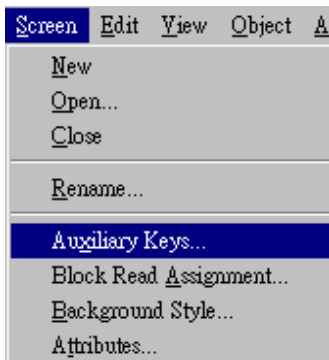 Screen Edit View Object A
New
Open...
Close
Rename...
Auxiliary Keys...
Block Read Assignment...
Background Style...
Attributes...